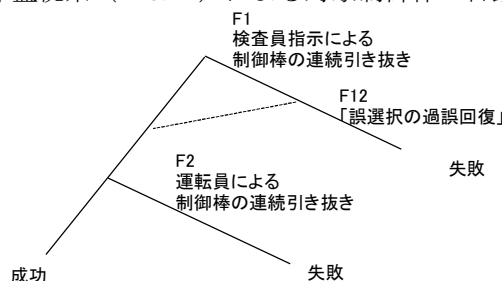 F1
検査員指示による
制御棒の連続引き抜き
F12
「誤選択の過誤回復」
失敗
F2
運転員による
制御棒の連続引き抜き
成功
失敗